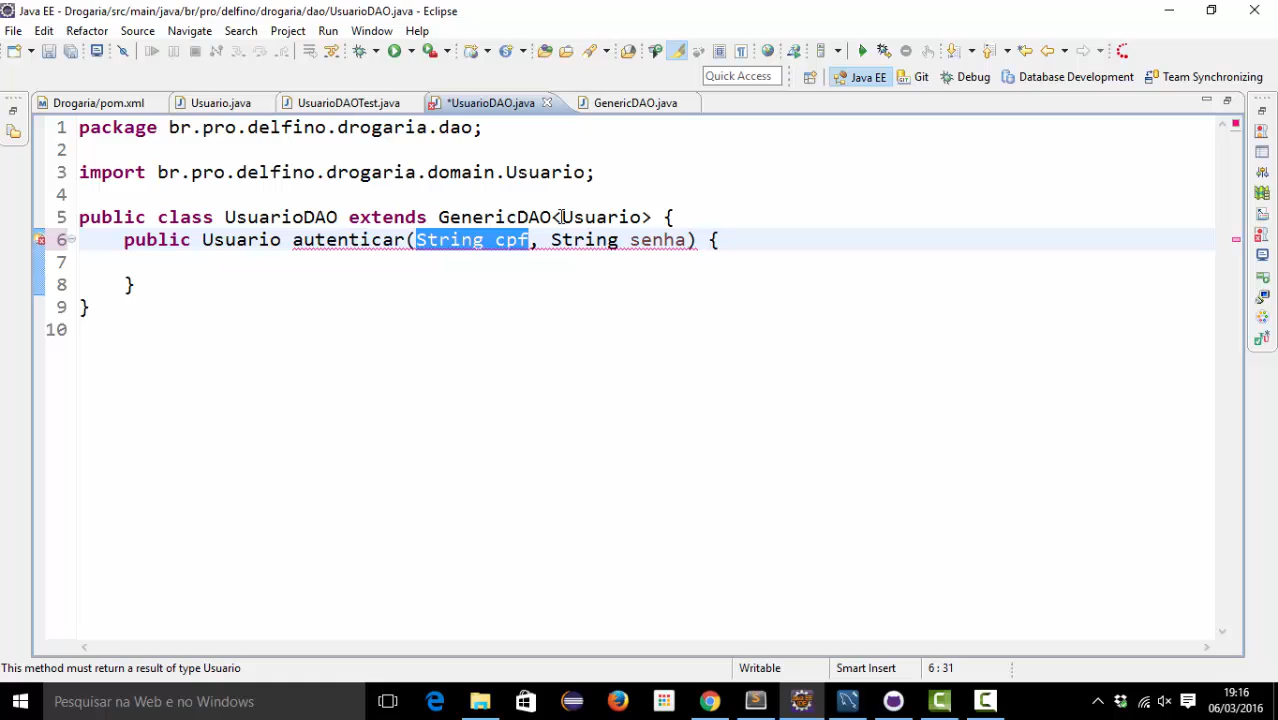 Java EE - Drogaria/src/main/java/br/pro/delfino/drogaria/dao/UsuarioDAO.java - Eclipse
File Edit Refactor Source Navigate Search Project Run Window Help
Quick Access Java EE Git Debug Database Development Team Synchronizing
Drogaria/pom.xml Usuario.java UsuarioDAOTest.java *UsuarioDAO.java GenericDAO.java
1 package br.pro.delfino.drogaria.dao;
2
3 import br.pro.delfino.drogaria.domain.Usuario;
4
5 public class UsuarioDAO extends GenericDAO<Usuario> {
6 public Usuario autenticar(String cpf, String senha) {
7
8 }
9 }
10
This method must return a result of type Usuario Writable Smart Insert 6 : 31
Pesquisar na Web e no Windows
19:16
06/03/2016